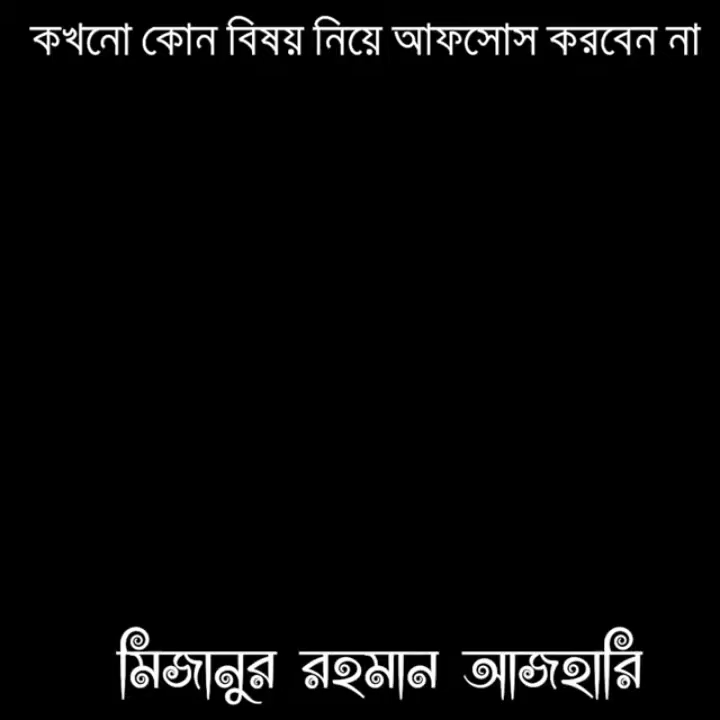 কখনো কোন বিষয় নিয়ে আফসোস করবেন না
মিজানুর রহমান আজহারি